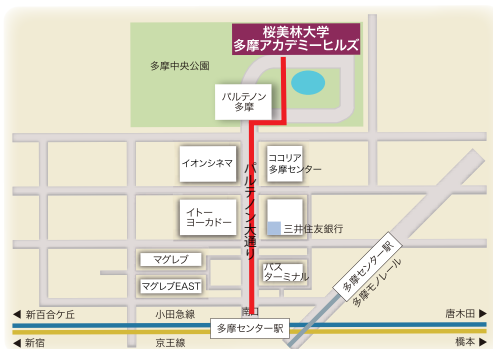 桜美林大学
多摩アカデミーヒルズ
多摩中央公園
パルテノン
多摩
イオンシネマ
ココリア
多摩センター
パルテノン大通り
イトー
ヨーカドー
三井住友銀行
マグレブ
マグレブEAST
バス
ターミナル
多摩センター駅
多摩モノレール
南口
◀ 新百合ケ丘
小田急線
唐木田 ▶
多摩センター駅
◀ 新宿
京王線
橋本 ▶